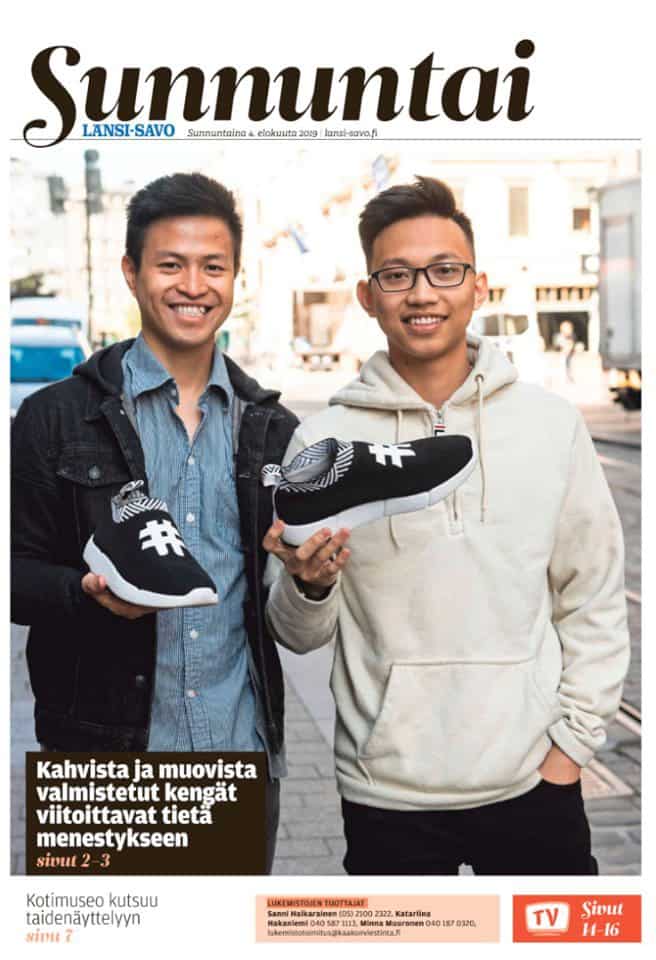 Sunnuntai
LÄNSI-SAVO Sunnuntaina 4. elokuuta 2019 | lansi-savo.fi
#
#
Kahvista ja muovista
valmistetut kengät
viitoittavat tietä
menestykseen
sivut 2–3
Kotimuseo kutsuu
taidenäyttelyyn
sivu 7
LUKEMISTOJEN TUOTTAJAT
Sanni Haikarainen (05) 2100 2322, Katariina
Hakaniemi 040 587 1113, Minna Muuronen 040 187 0320,
lukemistotoimitus@kaakonviestinta.fi
TV
Sivut
14–16